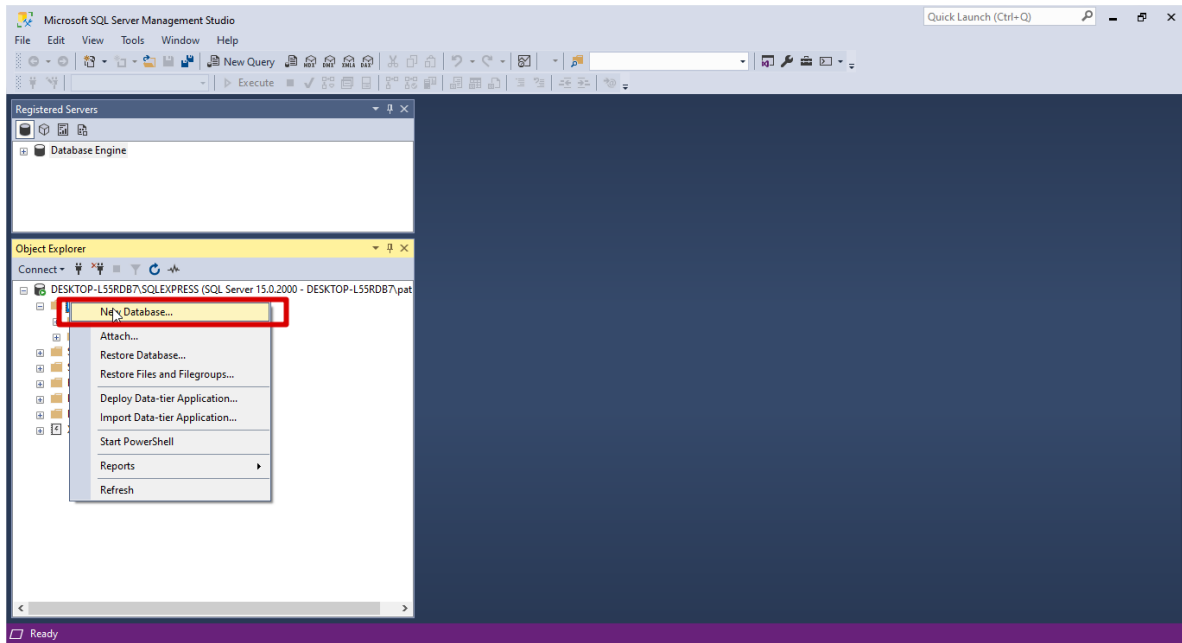 Microsoft SQL Server Management Studio
Quick Launch (Ctrl+Q)
File Edit View Tools Window Help
New Query
Execute
Registered Servers
Database Engine
Object Explorer
Connect
DESKTOP-L55RDB7\SQLEXPRESS (SQL Server 15.0.2000 - DESKTOP-L55RDB7\pat
New Database...
Attach...
Restore Database...
Restore Files and Filegroups...
Deploy Data-tier Application...
Import Data-tier Application...
Start PowerShell
Reports
Refresh
Ready